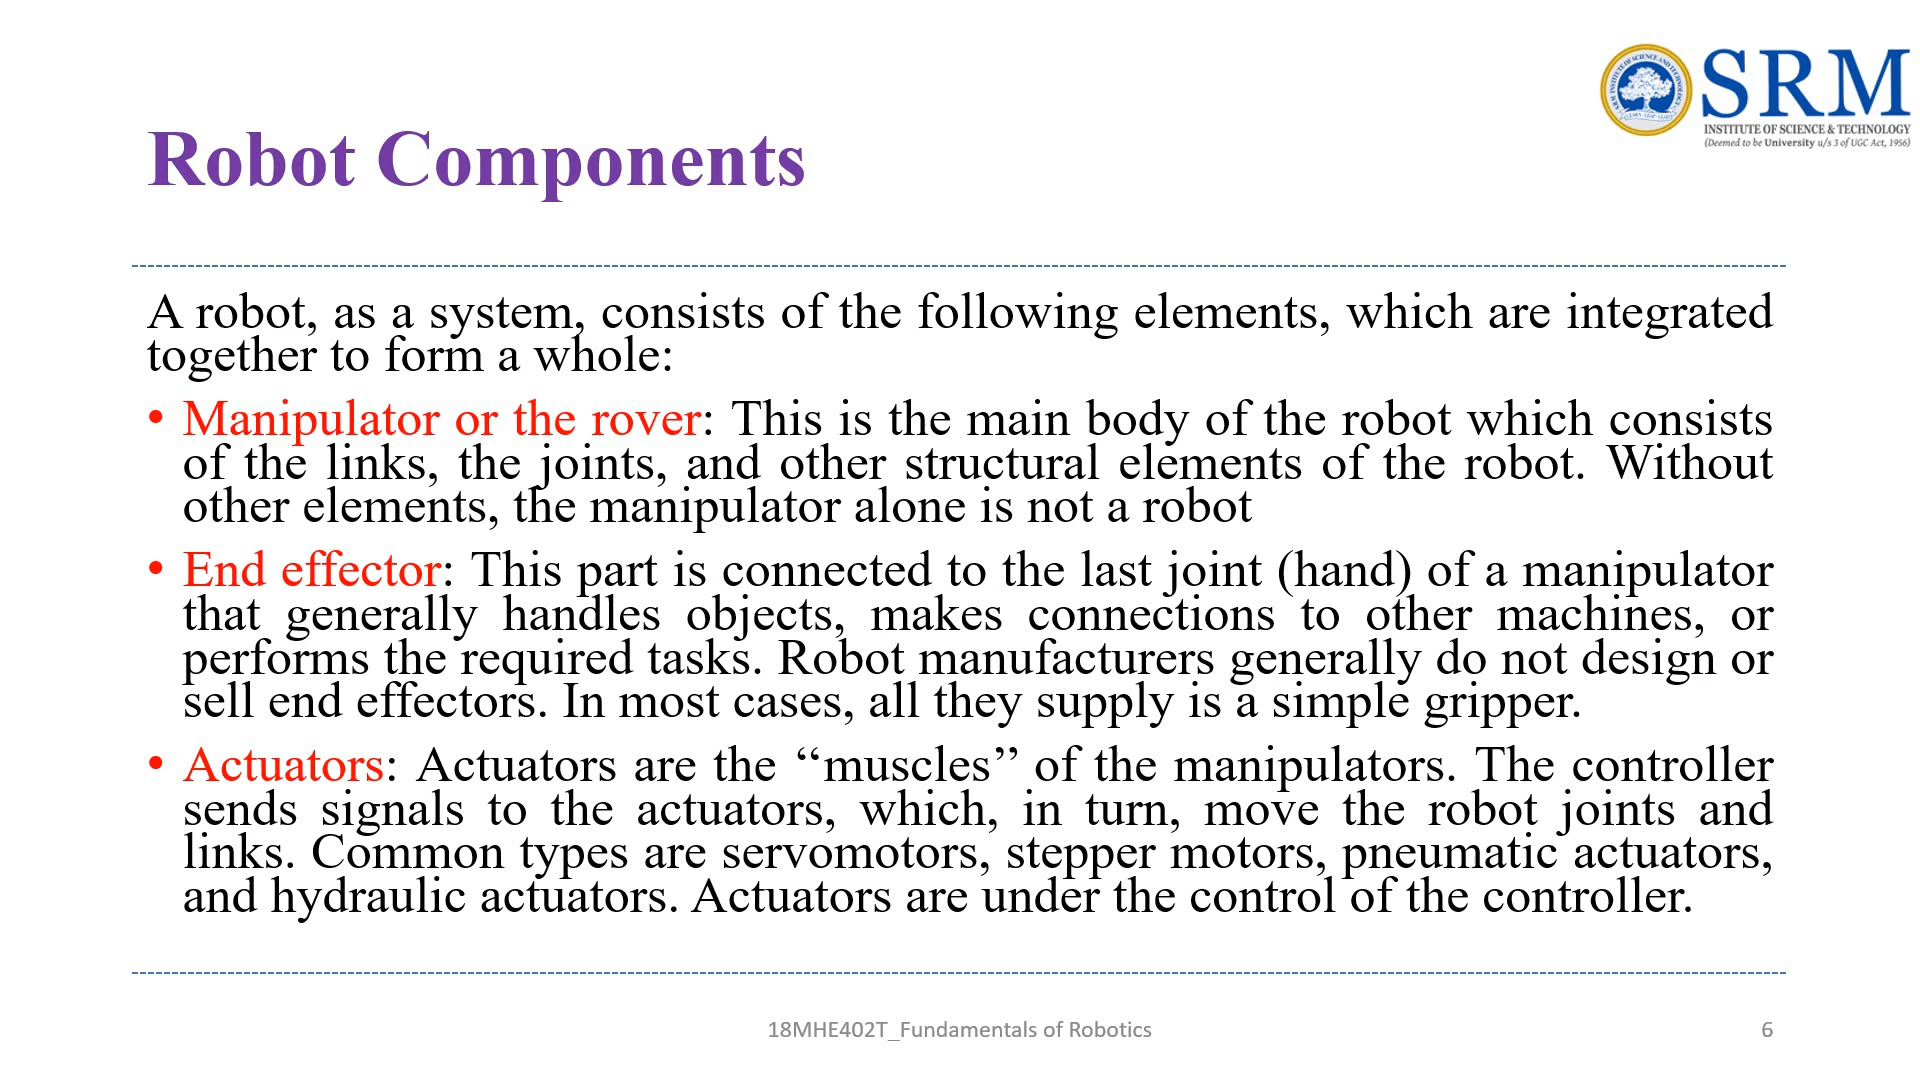 SRM
INSTITUTE OF SCIENCE & TECHNOLOGY
(Deemed to be University u/s 3 of UGC Act, 1956)
Robot Components
A robot, as a system, consists of the following elements, which are integrated
together to form a whole:
• Manipulator or the rover: This is the main body of the robot which consists
of the links, the joints, and other structural elements of the robot. Without
other elements, the manipulator alone is not a robot
• End effector: This part is connected to the last joint (hand) of a manipulator
that generally handles objects, makes connections to other machines, or
performs the required tasks. Robot manufacturers generally do not design or
sell end effectors. In most cases, all they supply is a simple gripper.
• Actuators: Actuators are the ‘‘muscles’’ of the manipulators. The controller
sends signals to the actuators, which, in turn, move the robot joints and
links. Common types are servomotors, stepper motors, pneumatic actuators,
and hydraulic actuators. Actuators are under the control of the controller.
18MHE402T_Fundamentals of Robotics
6